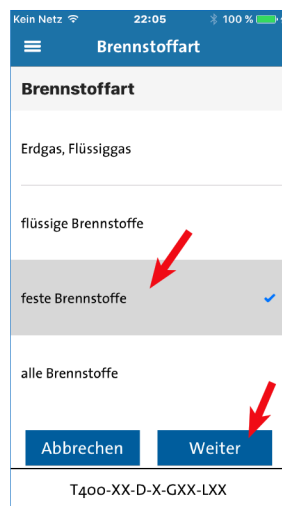 Kein Netz 22:05 100 %
Brennstoffart
Brennstoffart
Erdgas, Flüssiggas
flüssige Brennstoffe
feste Brennstoffe
alle Brennstoffe
Abbrechen Weiter
T400-XX-D-X-GXX-LXX